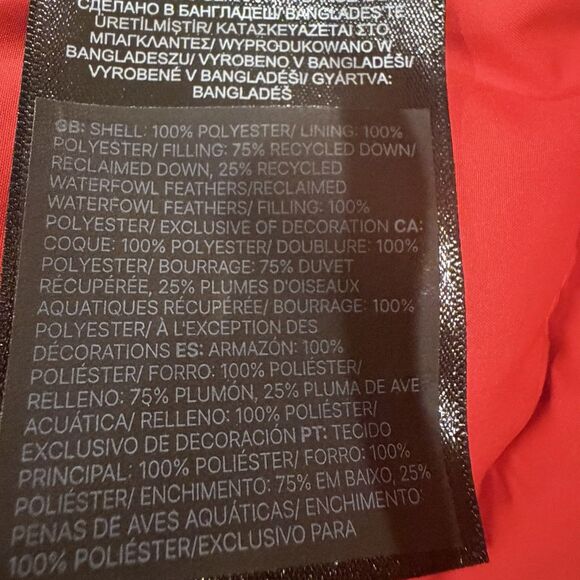 СДЕЛАНО В БАНГЛАДЕШ/ BANGLADEŞ'TE
ÜRETİLMİŞTİR/ ΚΑΤΑΣΚΕΥΑΖΕΤΑΙ ΣΤΟ
ΜΠΑΓΚΛΑΝΤΕΣ/ WYPRODUKOWANO W
BANGLADESZU/ VYROBENO V BANGLADÉŠI/
VYROBENÉ V BANGLADÉŠI/ GYÁRTVA:
BANGLADÉS
GB: SHELL: 100% POLYESTER/ LINING: 100%
POLYESTER/ FILLING: 75% RECYCLED DOWN/
RECLAIMED DOWN, 25% RECYCLED
WATERFOWL FEATHERS/RECLAIMED
WATERFOWL FEATHERS/ FILLING: 100%
POLYESTER/ EXCLUSIVE OF DECORATION CA:
COQUE: 100% POLYESTER/ DOUBLURE: 100%
POLYESTER/ BOURRAGE: 75% DUVET
RÉCUPÉRÉE, 25% PLUMES D'OISEAUX
AQUATIQUES RÉCUPÉRÉE/ BOURRAGE: 100%
POLYESTER/ À L'EXCEPTION DES
DÉCORATIONS ES: ARMAZÓN: 100%
POLIÉSTER/ FORRO: 100% POLIÉSTER/
RELLENO: 75% PLUMÓN, 25% PLUMA DE AVE
ACUÁTICA/ RELLENO: 100% POLIÉSTER/
EXCLUSIVO DE DECORACIÓN PT: TECIDO
PRINCIPAL: 100% POLIÉSTER/ FORRO: 100%
POLIÉSTER/ ENCHIMENTO: 75% EM BAIXO, 25%
PENAS DE AVES AQUÁTICAS/ ENCHIMENTO:
100% POLIÉSTER/EXCLUSIVO PARA